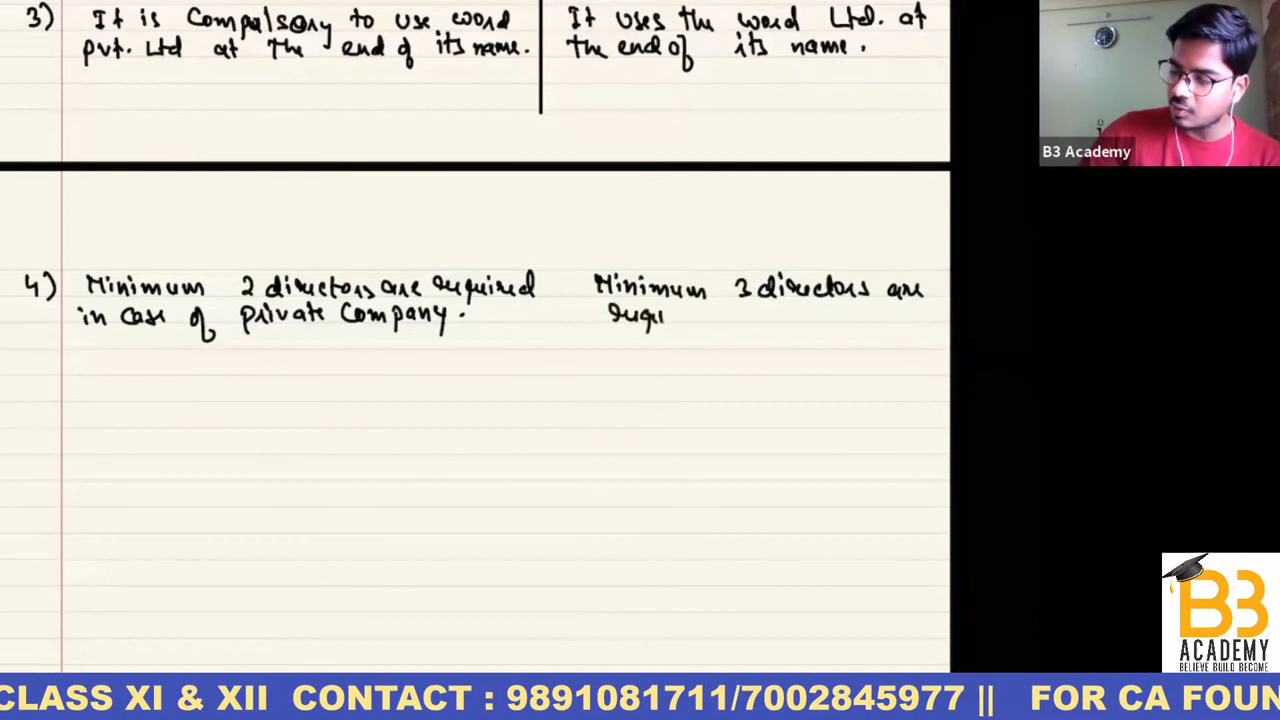 3) It is Compalsory to use word
pvt. Ltd at the end of its name.
It uses the word Ltd. at
the end of its name.
B3 Academy
4) Minimum 2 directors are required
in case of private Company.
Minimum 3 directors are
requi
B3
ACADEMY
BELIEVE BUILD BECOME
CLASS XI & XII CONTACT : 9891081711/7002845977 || FOR CA FOUN